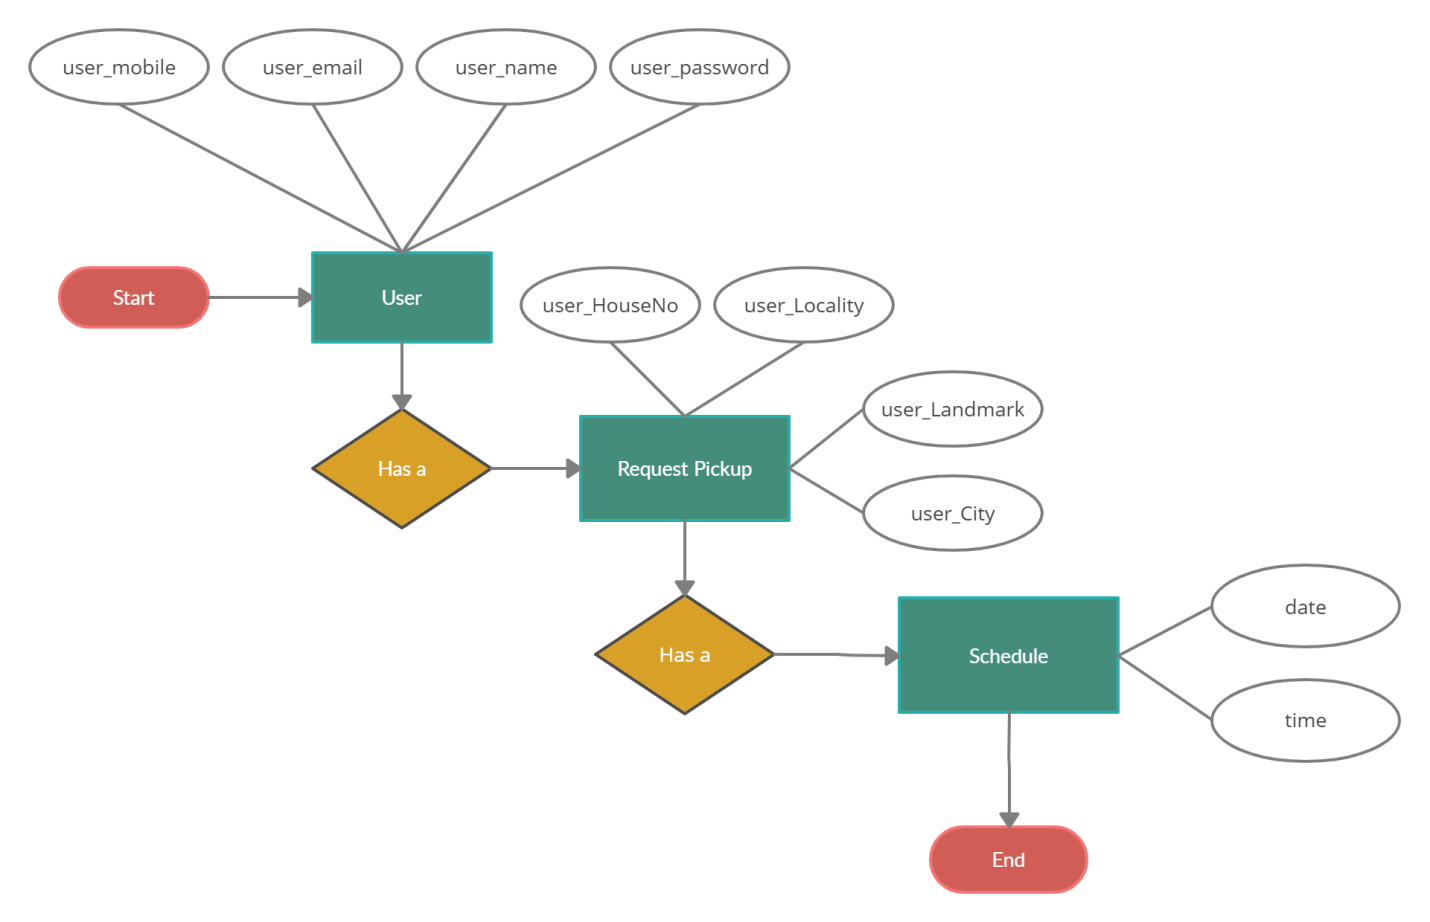 user_mobile
user_email
user_name
user_password
Start
User
user_HouseNo
user_Locality
user_Landmark
Has a
Request Pickup
user_City
date
Has a
Schedule
time
End